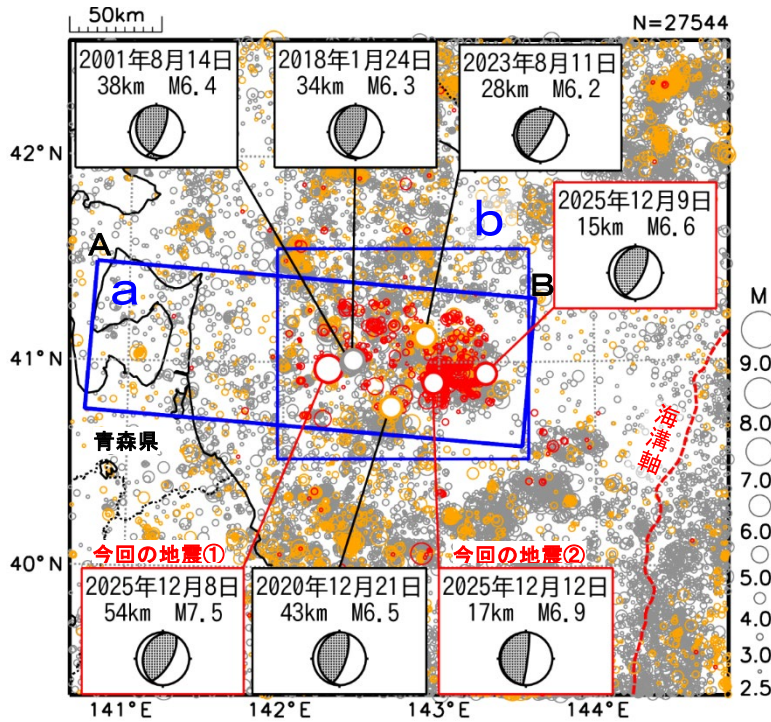 50km
N=27544
2001年8月14日
38km M6.4
2018年1月24日
34km M6.3
2023年8月11日
28km M6.2
42°N
2025年12月9日
15km M6.6
b
A
a
B
41°N
M
9.0
8.0
7.0
6.0
5.0
4.0
3.0
2.5
海溝軸
青森県
40°N
今回の地震①
今回の地震②
2025年12月8日
54km M7.5
2020年12月21日
43km M6.5
2025年12月12日
17km M6.9
141°E
142°E
143°E
144°E